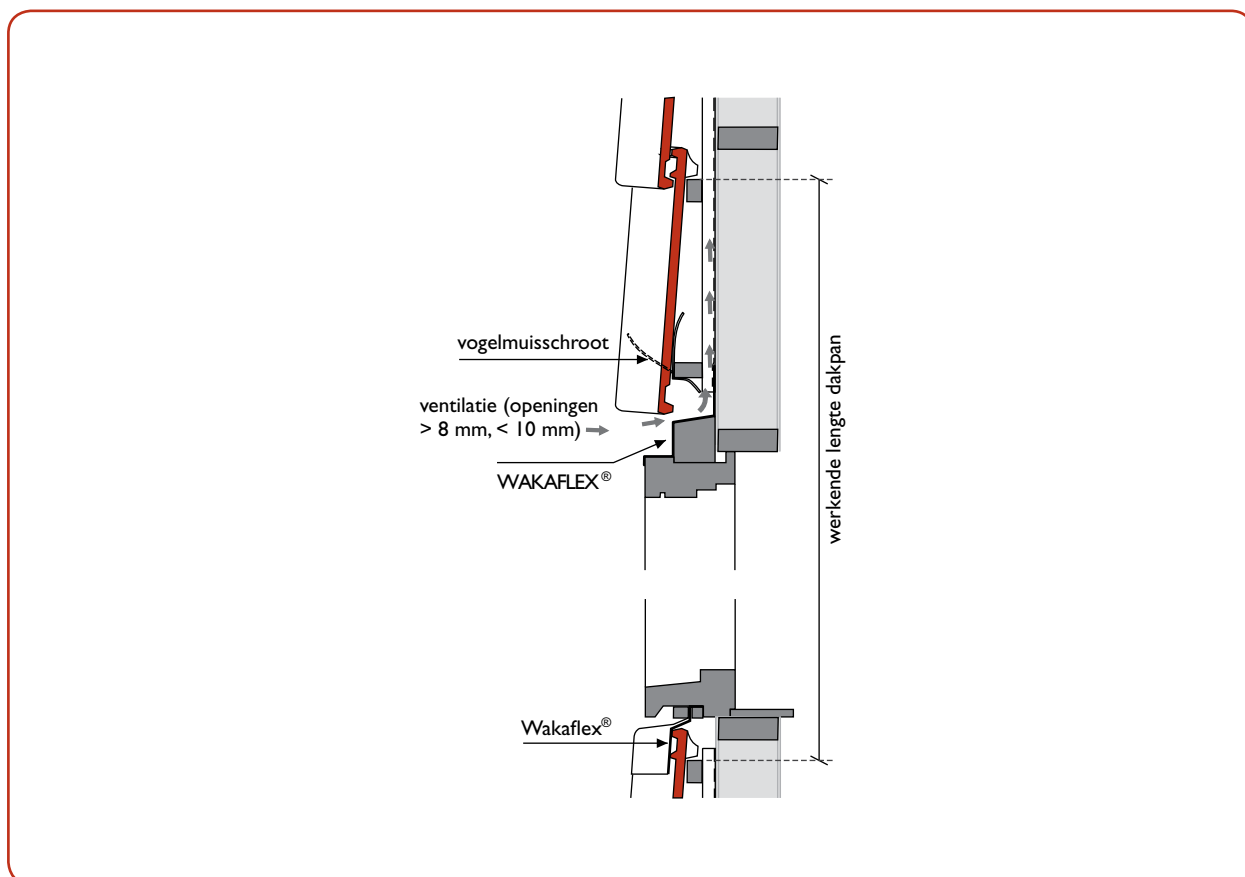 vogelmuisschroot
ventilatie (openingen
> 8 mm, < 10 mm)
WAKAFLEX®
werkende lengte dakpan
Wakaflex®